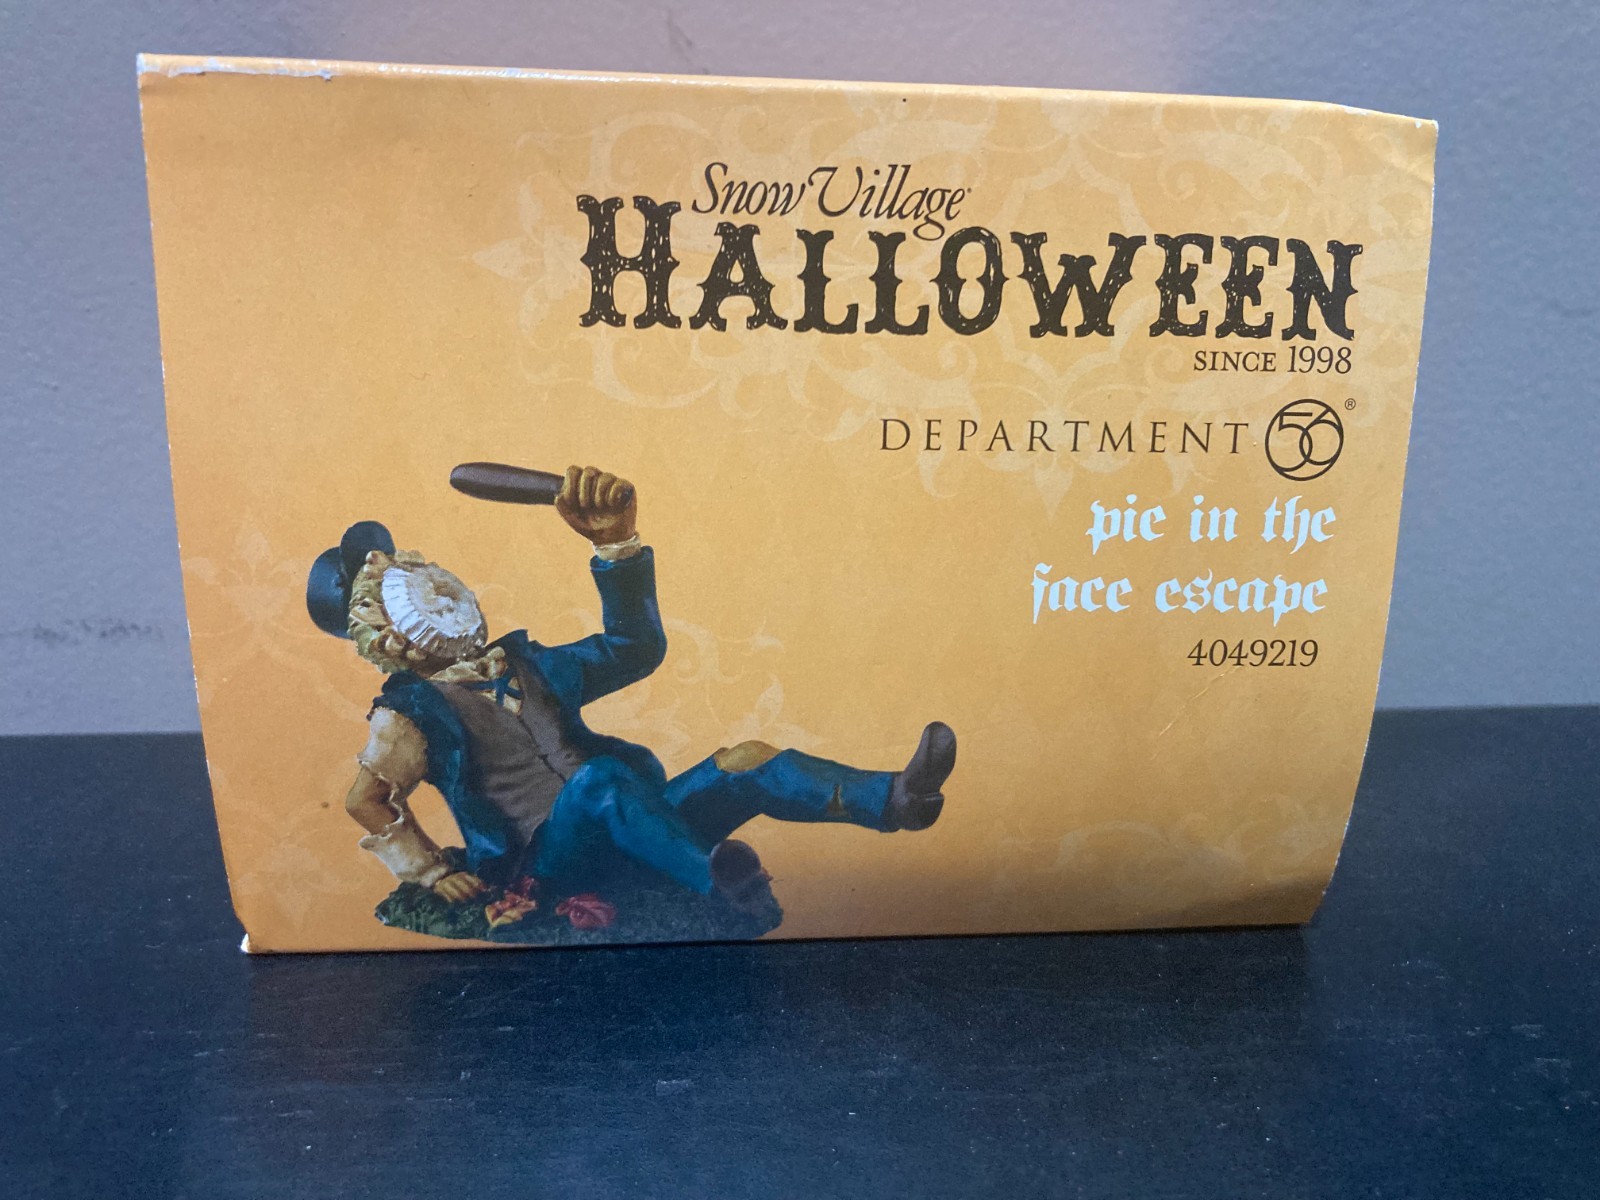 Snow Village®
HALLOWEEN
SINCE 1998
DEPARTMENT 56®
pie in the
face escape
4049219